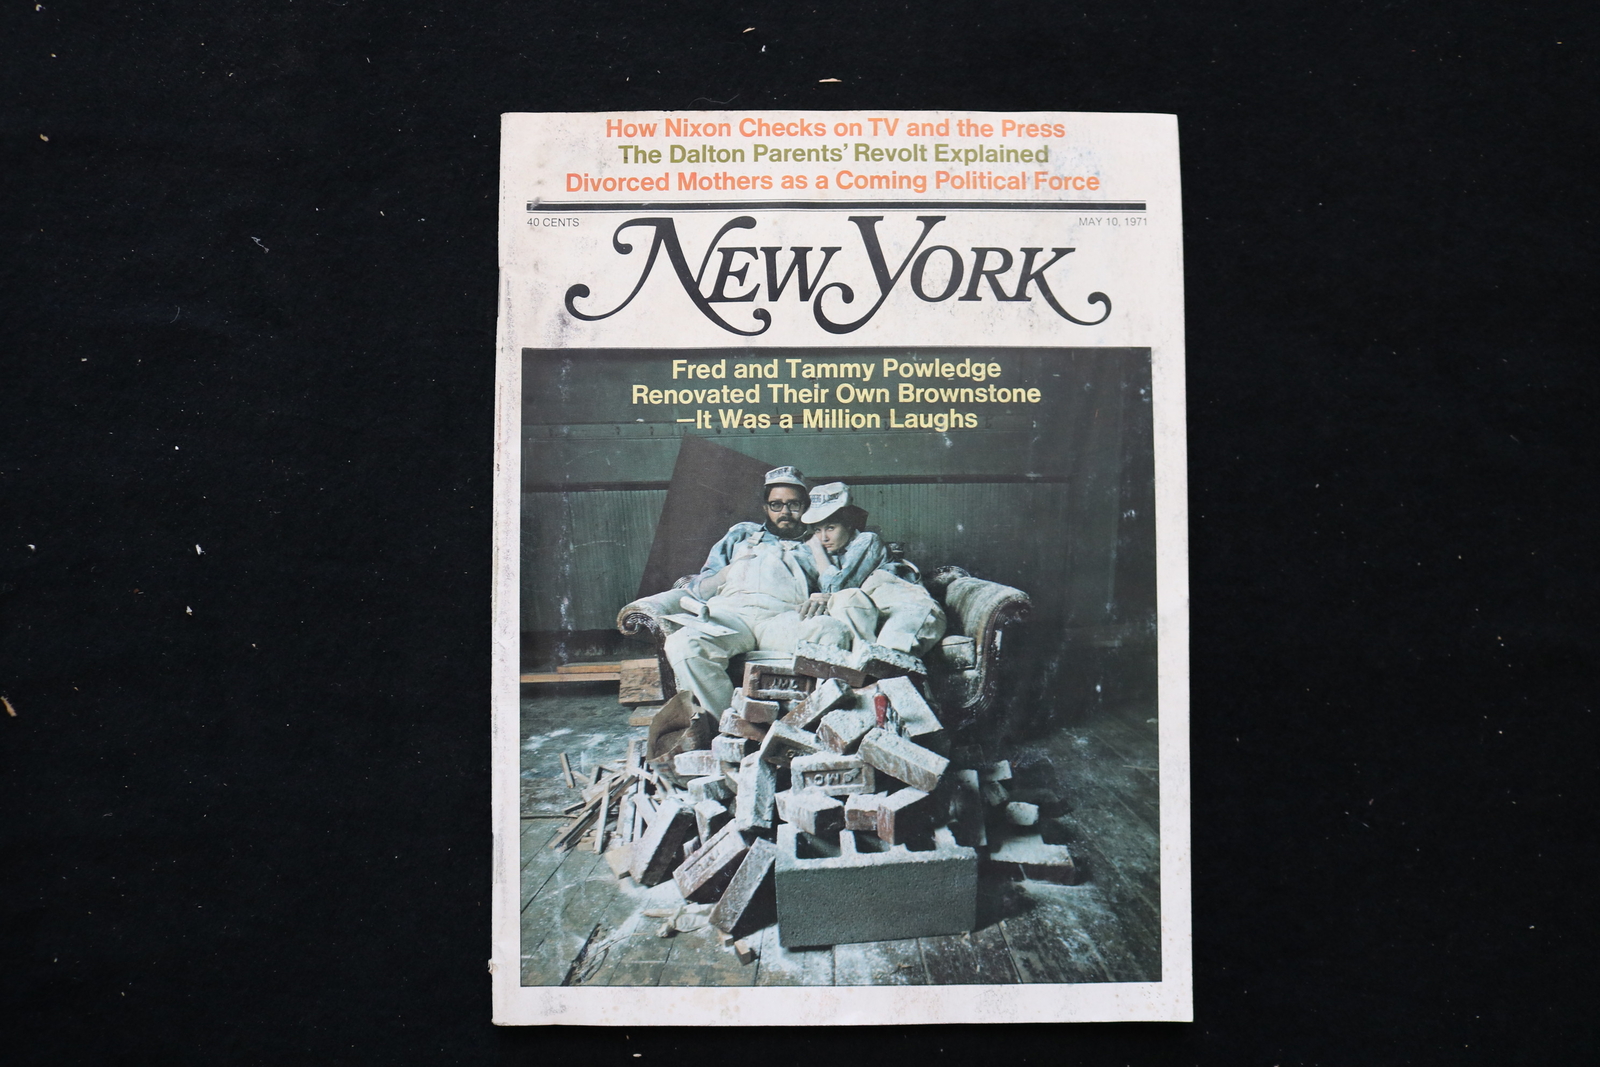 How Nixon Checks on TV and the Press
The Dalton Parents' Revolt Explained
Divorced Mothers as a Coming Political Force
40 CENTS
MAY 10, 1971
NEW YORK
Fred and Tammy Powledge
Renovated Their Own Brownstone
—It Was a Million Laughs